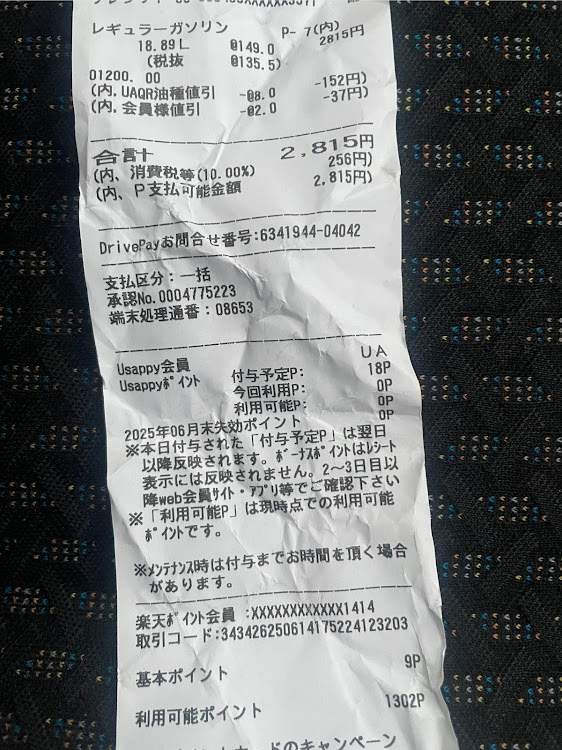 レギュラーガソリン P- 7(内)
18.89L @149.0 2815円
(税抜 @135.5)
01200. 00
(内.UAQR油種値引 -@8.0 -152円)
(内.会員様値引 -@2.0 -37円)
合計 2,815円
(内、消費税等(10.00%) 256円)
(内、P支払可能金額 2,815円)
DrivePayお問合せ番号:6341944-04042
支払区分:一括
承認No.0004775223
端末処理通番:08653
Usappy会員 UA
Usappyポイント 付与予定P: 18P
今回利用P: 0P
利用可能P: 0P
2025年06月末失効ポイント 0P
※本日付与された「付与予定P」は翌日
以降反映されます。ボーナスポイントはレシート
表示には反映されません。2~3日目以
降web会員サイト・アプリ等でご確認下さい
※「利用可能P」は現時点での利用可能
ポイントです。
※メンテナンス時は付与までお時間を頂く場合
があります。
楽天ポイント会員 :XXXXXXXXXXXX1414
取引コード:343426250614175224123203
基本ポイント 9P
利用可能ポイント 1302P
のキャンペーン